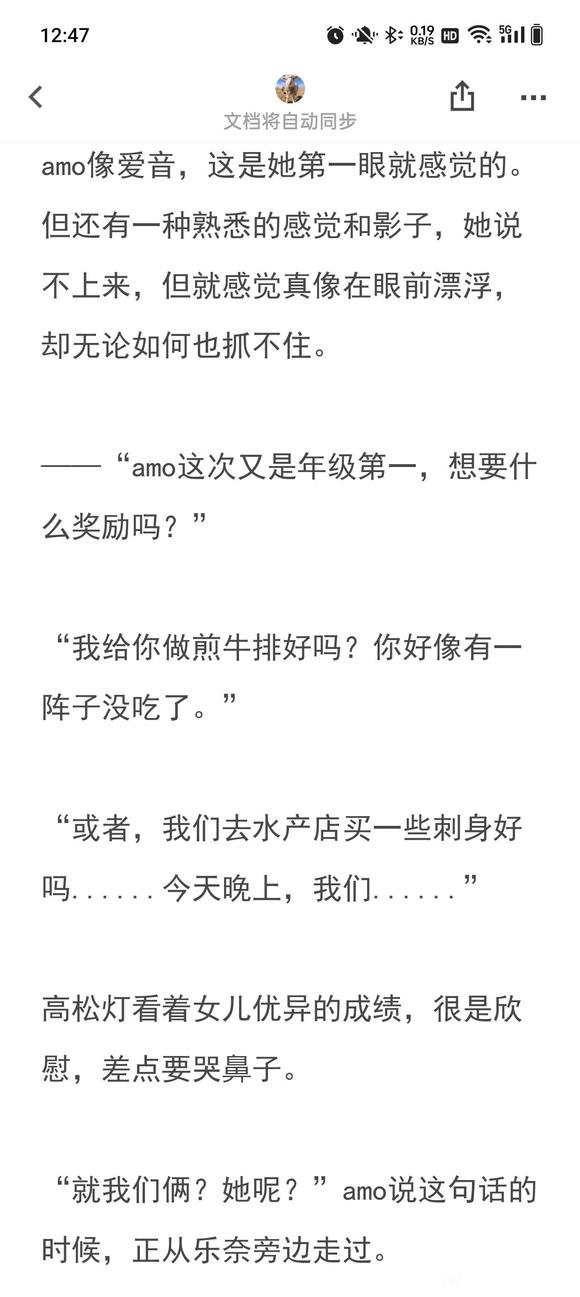 12:47
0.19
KB/S
HD
5G
文档将自动同步
amo像爱音，这是她第一眼就感觉的。
但还有一种熟悉的感觉和影子，她说
不上来，但就感觉真像在眼前漂浮，
却无论如何也抓不住。
——“amo这次又是年级第一，想要什
么奖励吗？”
“我给你做煎牛排好吗？你好像有一
阵子没吃了。”
“或者，我们去水产店买一些刺身好
吗......今天晚上，我们......”
高松灯看着女儿优异的成绩，很是欣
慰，差点要哭鼻子。
“就我们俩？她呢？”amo说这句话的
时候，正从乐奈旁边走过。